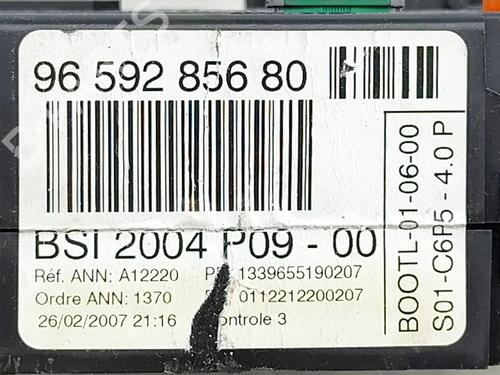 96 592 856 80
BSI 2004 P09 - 00
Réf. ANN: A12220
1339655190207
Ordre ANN: 1370
0112212200207
26/02/2007 21:16
ontrole 3
BOOTL-01-06-00
S01-C6P5 - 4.0 P